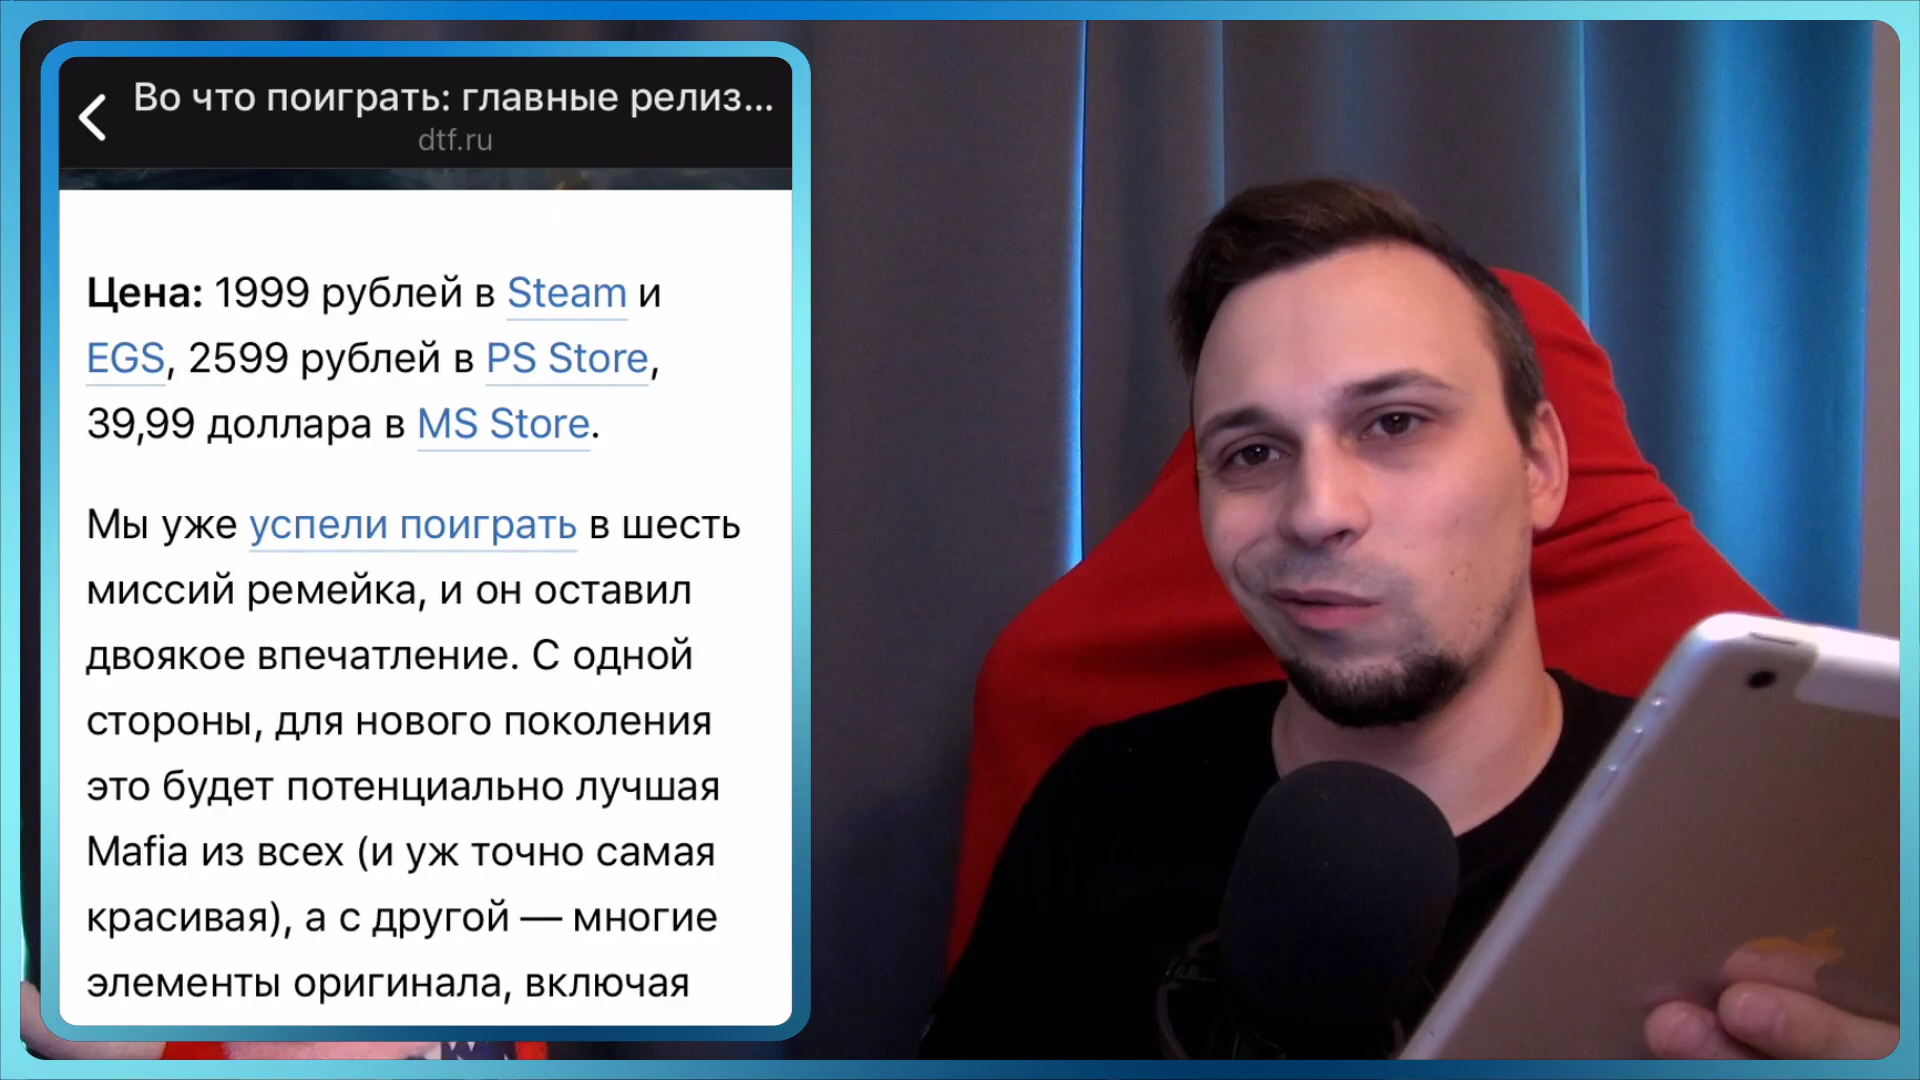 Во что поиграть: главные релиз...
dtf.ru
Цена: 1999 рублей в Steam и
EGS, 2599 рублей в PS Store,
39,99 доллара в MS Store.
Мы уже успели поиграть в шесть
миссий ремейка, и он оставил
двоякое впечатление. С одной
стороны, для нового поколения
это будет потенциально лучшая
Mafia из всех (и уж точно самая
красивая), а с другой — многие
элементы оригинала, включая